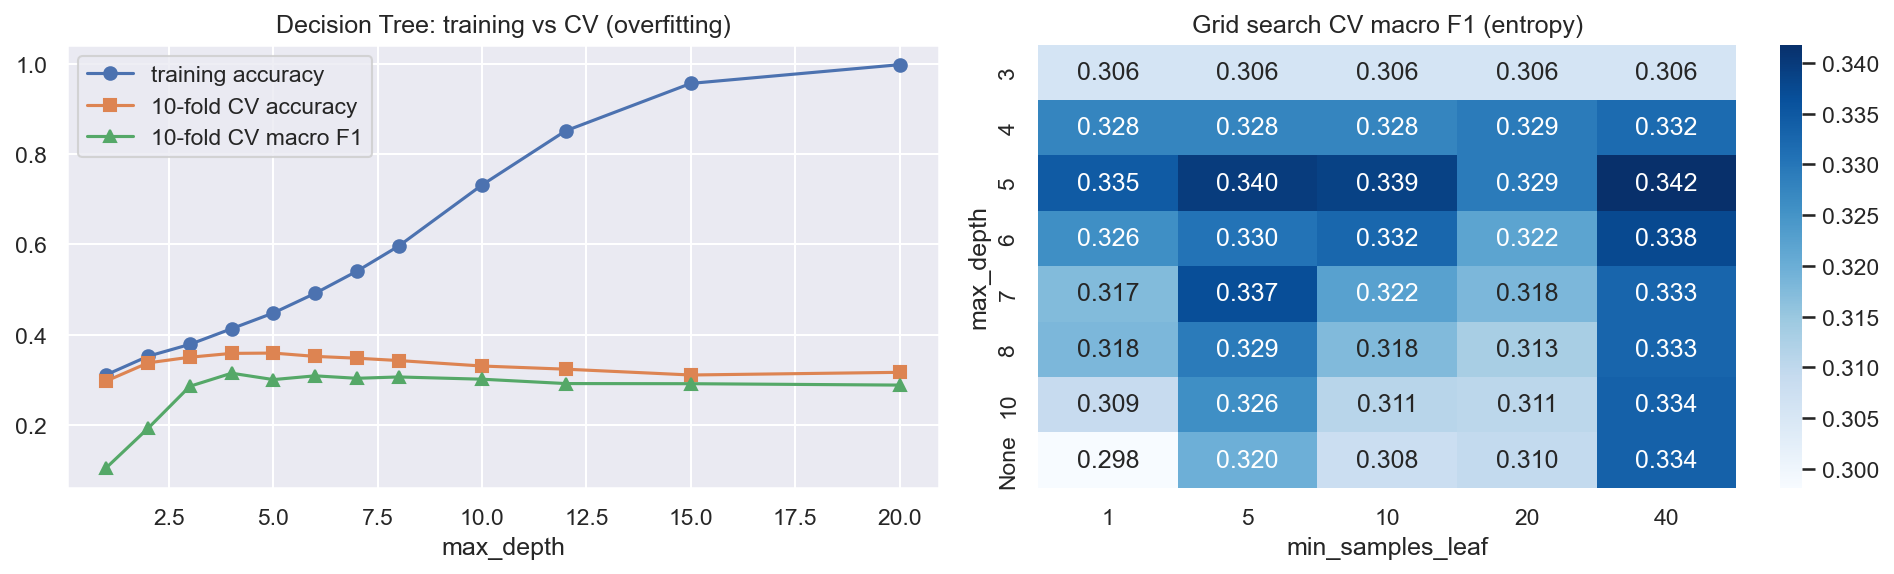 Decision Tree: training vs CV (overfitting)
training accuracy
10-fold CV accuracy
10-fold CV macro F1
1.0
0.8
0.6
0.4
0.2
2.5 5.0 7.5 10.0 12.5 15.0 17.5 20.0
max_depth
Grid search CV macro F1 (entropy)
max_depth
3 0.306 0.306 0.306 0.306 0.306
4 0.328 0.328 0.328 0.329 0.332
5 0.335 0.340 0.339 0.329 0.342
6 0.326 0.330 0.332 0.322 0.338
7 0.317 0.337 0.322 0.318 0.333
8 0.318 0.329 0.318 0.313 0.333
10 0.309 0.326 0.311 0.311 0.334
None 0.298 0.320 0.308 0.310 0.334
1 5 10 20 40
min_samples_leaf
0.340
0.335
0.330
0.325
0.320
0.315
0.310
0.305
0.300